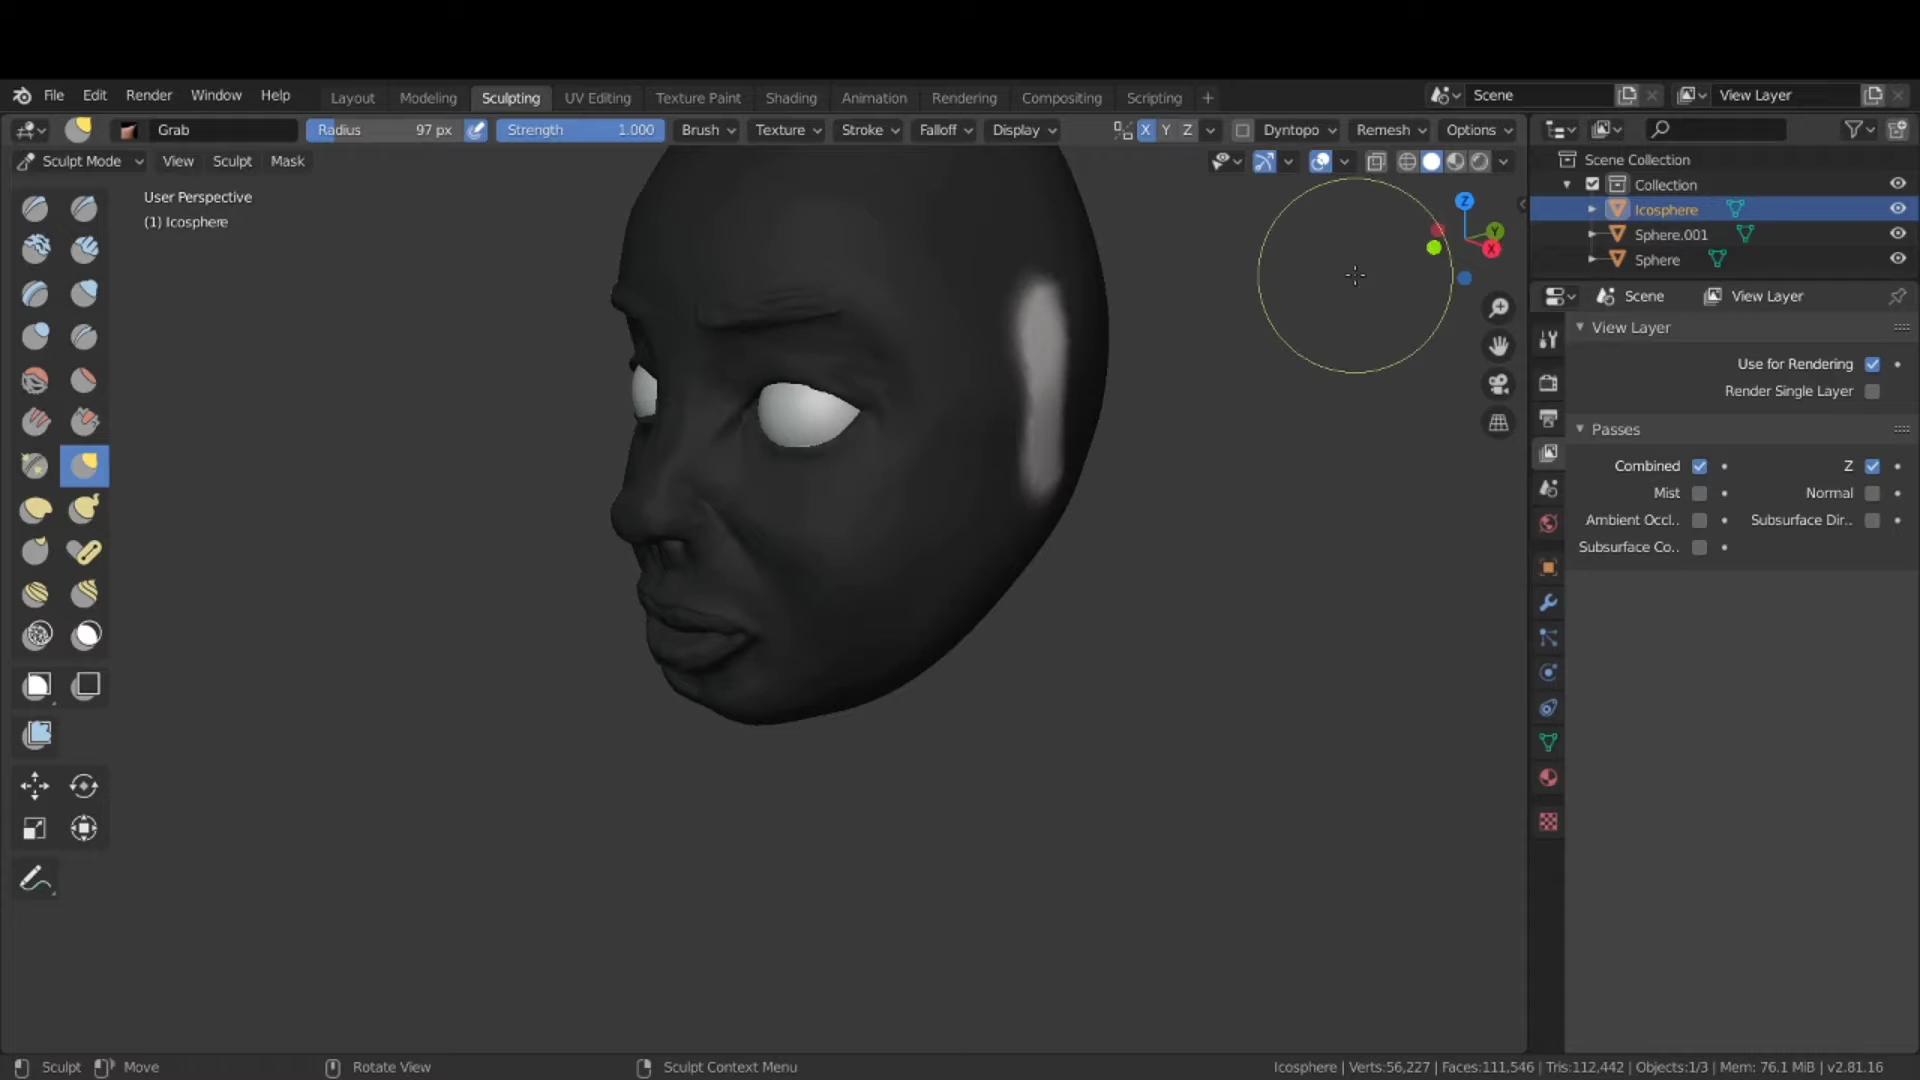 File Edit Render Window Help Layout Modeling Sculpting UV Editing Texture Paint Shading Animation Rendering Compositing Scripting + Scene View Layer
Grab Radius 97 px Strength 1.000 Brush Texture Stroke Falloff Display X Y Z Dyntopo Remesh Options
Sculpt Mode View Sculpt Mask
User Perspective
(1) Icosphere
Z
Y
X
Scene Collection
Collection
Icosphere
Sphere.001
Sphere
Scene View Layer
View Layer
Use for Rendering
Render Single Layer
Passes
Combined Z
Mist Normal
Ambient Occl.. Subsurface Dir..
Subsurface Co..
Sculpt Move Rotate View Sculpt Context Menu Icosphere | Verts:56,227 | Faces:111,546 | Tris:112,442 | Objects:1/3 | Mem: 76.1 MiB | v2.81.16